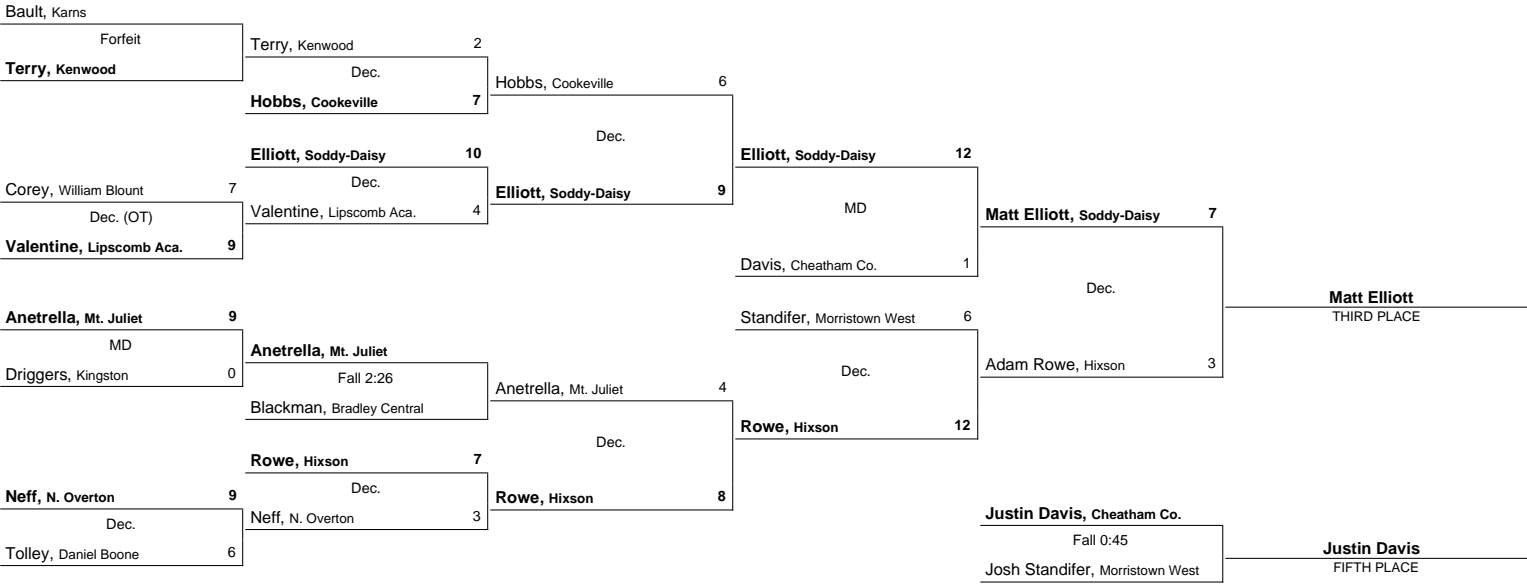 Bault, Karns
Forfeit
Terry, Kenwood
Corey, William Blount 7
Dec. (OT)
Valentine, Lipscomb Aca. 9
Anetrella, Mt. Juliet 9
MD
Driggers, Kingston 0
Neff, N. Overton 9
Dec.
Tolley, Daniel Boone 6
Terry, Kenwood 2
Dec.
Hobbs, Cookeville 7
Elliott, Soddy-Daisy 10
Dec.
Valentine, Lipscomb Aca. 4
Anetrella, Mt. Juliet
Fall 2:26
Blackman, Bradley Central
Rowe, Hixson 7
Dec.
Neff, N. Overton 3
Hobbs, Cookeville 6
Dec.
Elliott, Soddy-Daisy 9
Anetrella, Mt. Juliet 4
Dec.
Rowe, Hixson 8
Elliott, Soddy-Daisy 12
MD
Davis, Cheatham Co. 1
Standifer, Morristown West 6
Dec.
Rowe, Hixson 12
Matt Elliott, Soddy-Daisy 7
Dec.
Adam Rowe, Hixson 3
Matt Elliott
THIRD PLACE
Justin Davis, Cheatham Co.
Fall 0:45
Josh Standifer, Morristown West
Justin Davis
FIFTH PLACE